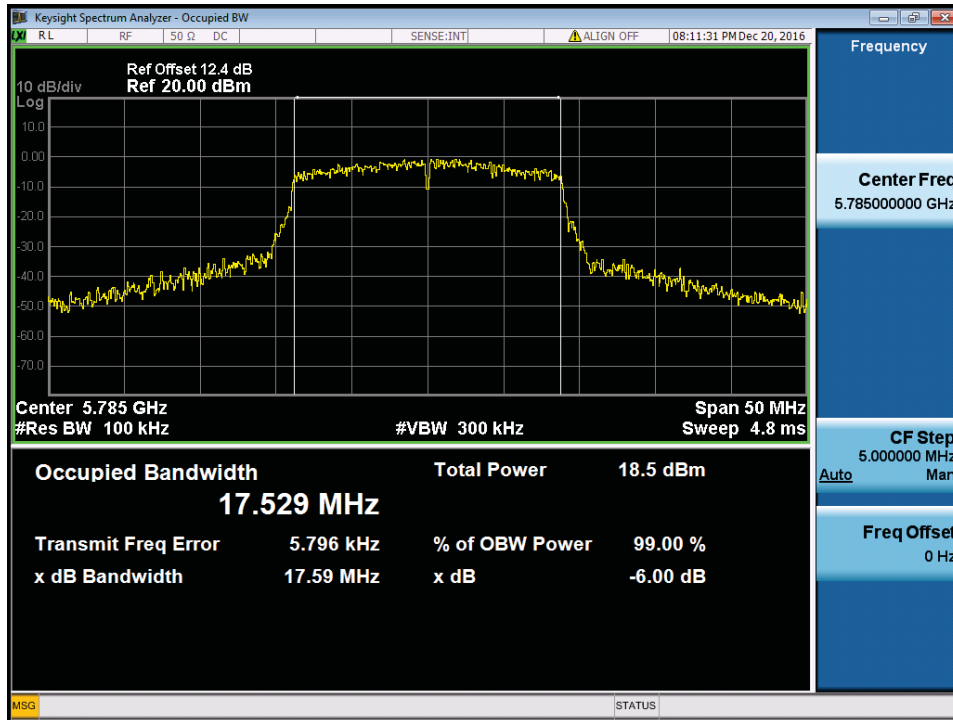 Keysight Spectrum Analyzer - Occupied BW
LXI RL RF 50 Ω DC SENSE:INT ALIGN OFF 08:11:31 PM Dec 20, 2016
Frequency
Ref Offset 12.4 dB
10 dB/div Ref 20.00 dBm
Log
10.0
0.00
-10.0
-20.0
-30.0
-40.0
-50.0
-60.0
-70.0
Center 5.785 GHz Span 50 MHz
#Res BW 100 kHz #VBW 300 kHz Sweep 4.8 ms
Occupied Bandwidth Total Power 18.5 dBm
17.529 MHz
Transmit Freq Error 5.796 kHz % of OBW Power 99.00 %
x dB Bandwidth 17.59 MHz x dB -6.00 dB
Center Freq
5.785000000 GHz
CF Step
5.000000 MHz
Auto Man
Freq Offset
0 Hz
MSG STATUS